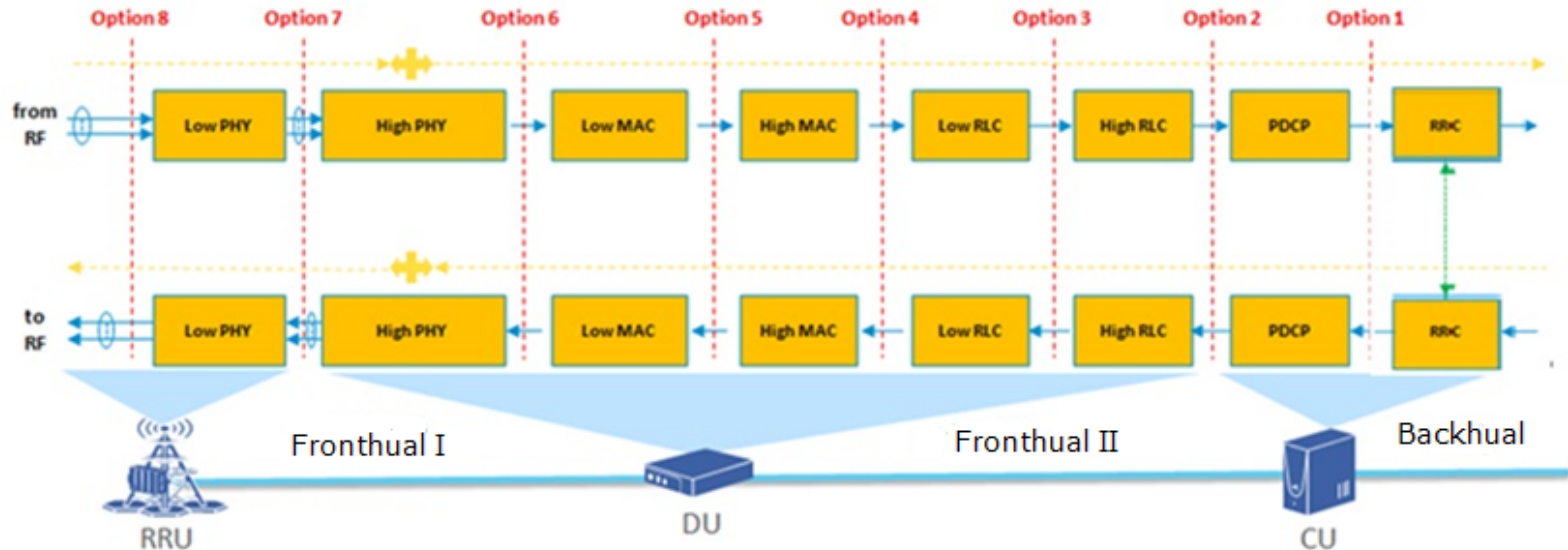 Option 8 Option 7 Option 6 Option 5 Option 4 Option 3 Option 2 Option 1
from
RF
Low PHY High PHY Low MAC High MAC Low RLC High RLC PDCP RRC
to
RF
Low PHY High PHY Low MAC High MAC Low RLC High RLC PDCP RRC
Fronthual I Fronthual II Backhual
RRU DU CU